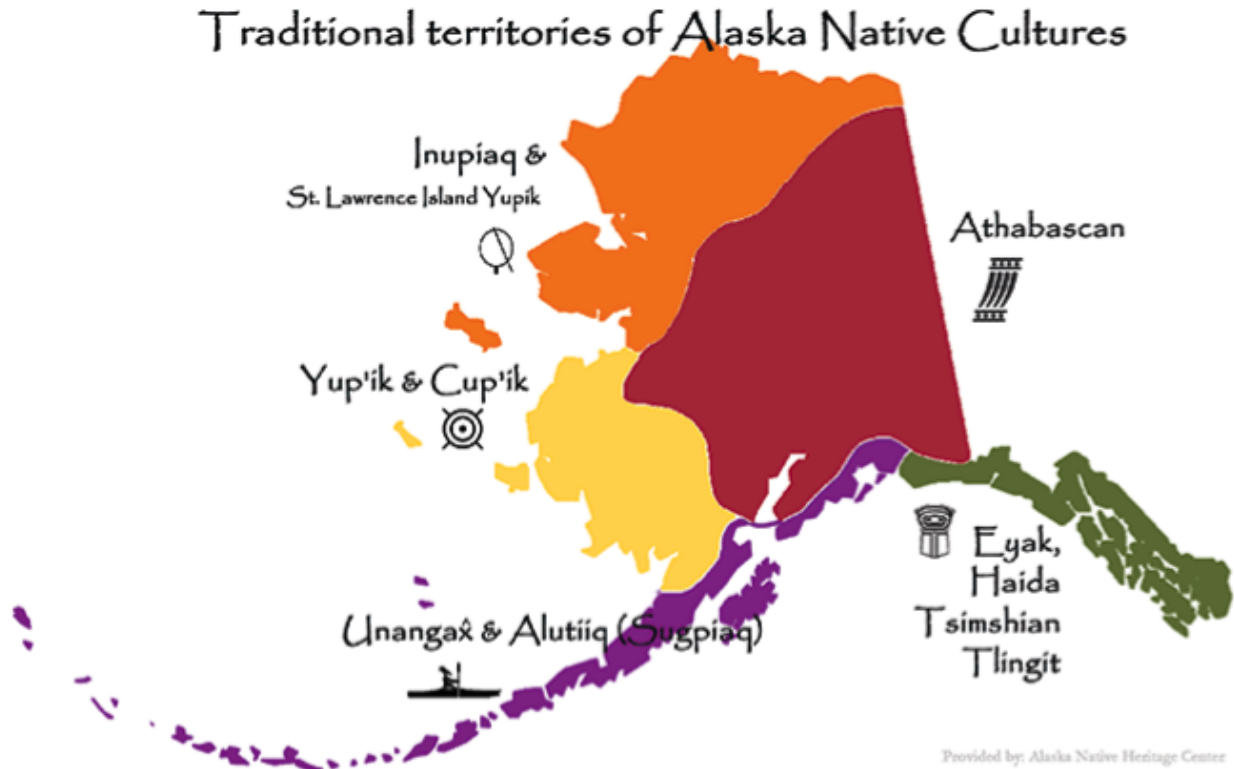 Traditional territories of Alaska Native Cultures
Inupiaq &
St. Lawrence Island Yupik
Athabascan
Yup'ik & Cup'ik
Eyak,
Haida
Tsimshian
Tlingit
Unangax̂ & Alutiiq (Sugpiaq)
Provided by: Alaska Native Heritage Center